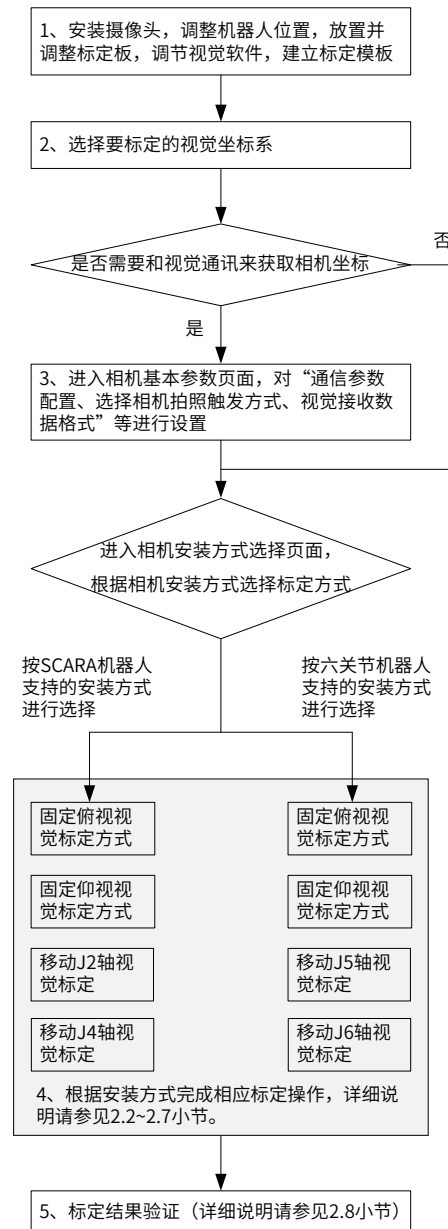 1、安装摄像头，调整机器人位置，放置并
调整标定板，调节视觉软件，建立标定模板
2、选择要标定的视觉坐标系
是否需要和视觉通讯来获取相机坐标
否
是
3、进入相机基本参数页面，对“通信参数
配置、选择相机拍照触发方式、视觉接收数
据格式”等进行设置
进入相机安装方式选择页面，
根据相机安装方式选择标定方式
按SCARA机器人
支持的安装方式
进行选择
按六关节机器人
支持的安装方式
进行选择
固定俯视视
觉标定方式
固定俯视视
觉标定方式
固定仰视视
觉标定方式
固定仰视视
觉标定方式
移动J2轴视
觉标定
移动J5轴视
觉标定
移动J4轴视
觉标定
移动J6轴视
觉标定
4、根据安装方式完成相应标定操作，详细说
明请参见2.2~2.7小节。
5、标定结果验证（详细说明请参见2.8小节）